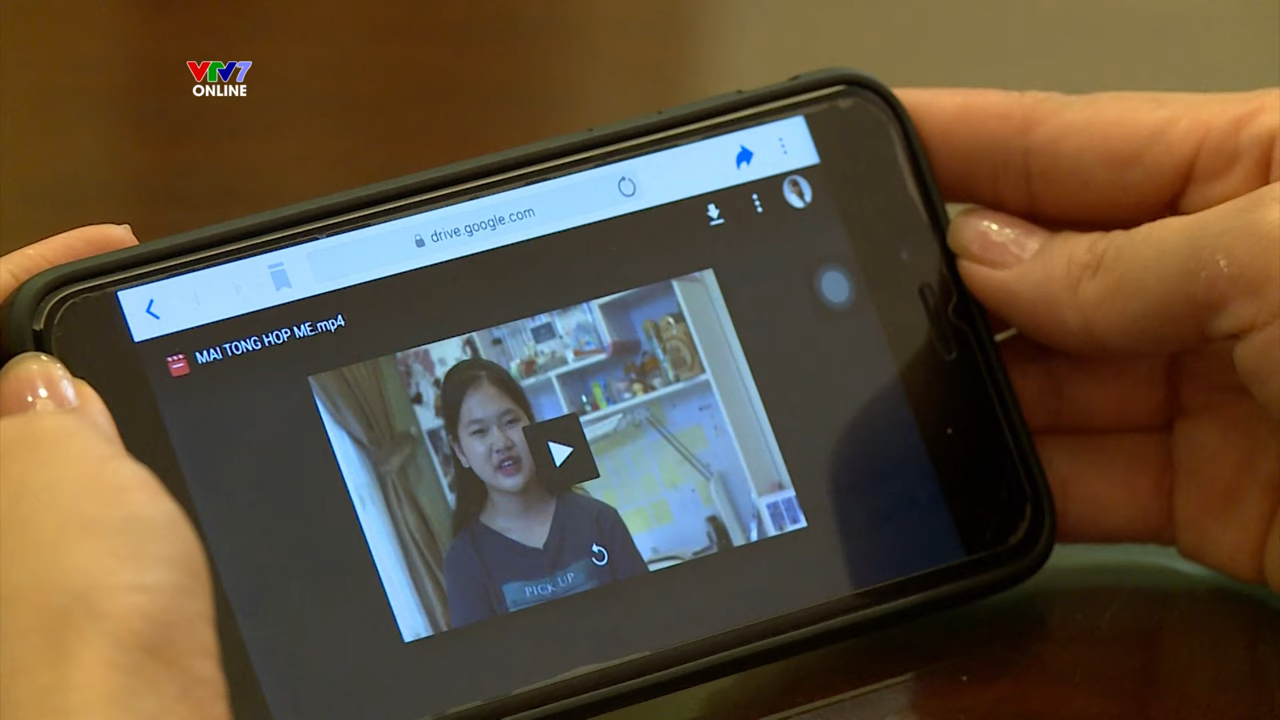 VTV7
ONLINE
drive.google.com
MAI TONG HOP ME.mp4
PICK UP